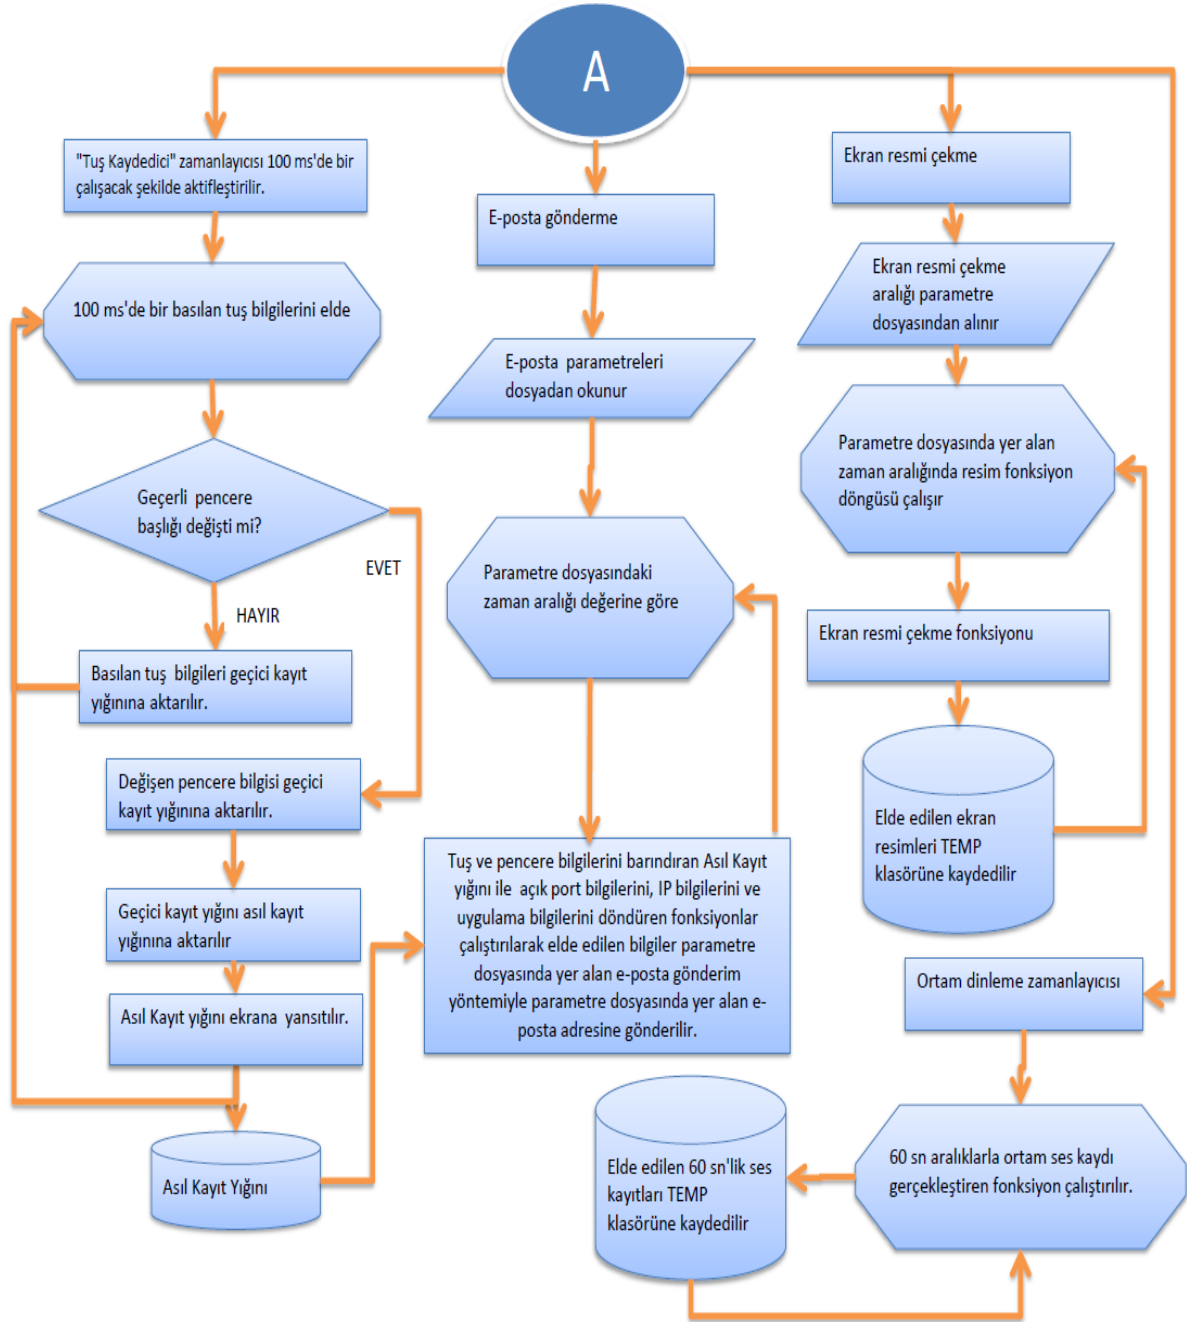 A
"Tuş Kaydedici" zamanlayıcısı 100 ms'de bir
çalışacak şekilde aktifleştirilir.
100 ms'de bir basılan tuş bilgilerini elde
Geçerli pencere
başlığı değişti mi?
EVET
HAYIR
Basılan tuş bilgileri geçici kayıt
yığınına aktarılır.
Değişen pencere bilgisi geçici
kayıt yığınına aktarılır.
Geçici kayıt yığını asıl kayıt
yığınına aktarılır
Asıl Kayıt yığını ekrana yansıtılır.
Asıl Kayıt Yığını
E-posta gönderme
E-posta parametreleri
dosyadan okunur
Parametre dosyasındaki
zaman aralığı değerine göre
Tuş ve pencere bilgilerini barındıran Asıl Kayıt
yığını ile açık port bilgilerini, IP bilgilerini ve
uygulama bilgilerini döndüren fonksiyonlar
çalıştırılarak elde edilen bilgiler parametre
dosyasında yer alan e-posta gönderim
yöntemiyle parametre dosyasında yer alan e-
posta adresine gönderilir.
Ekran resmi çekme
Ekran resmi çekme
aralığı parametre
dosyasından alınır
Parametre dosyasında yer alan
zaman aralığında resim fonksiyon
döngüsü çalışır
Ekran resmi çekme fonksiyonu
Elde edilen ekran
resimleri TEMP
klasörüne kaydedilir
Ortam dinleme zamanlayıcısı
60 sn aralıklarla ortam ses kaydı
gerçekleştiren fonksiyon çalıştırılır.
Elde edilen 60 sn'lik ses
kayıtları TEMP
klasörüne kaydedilir